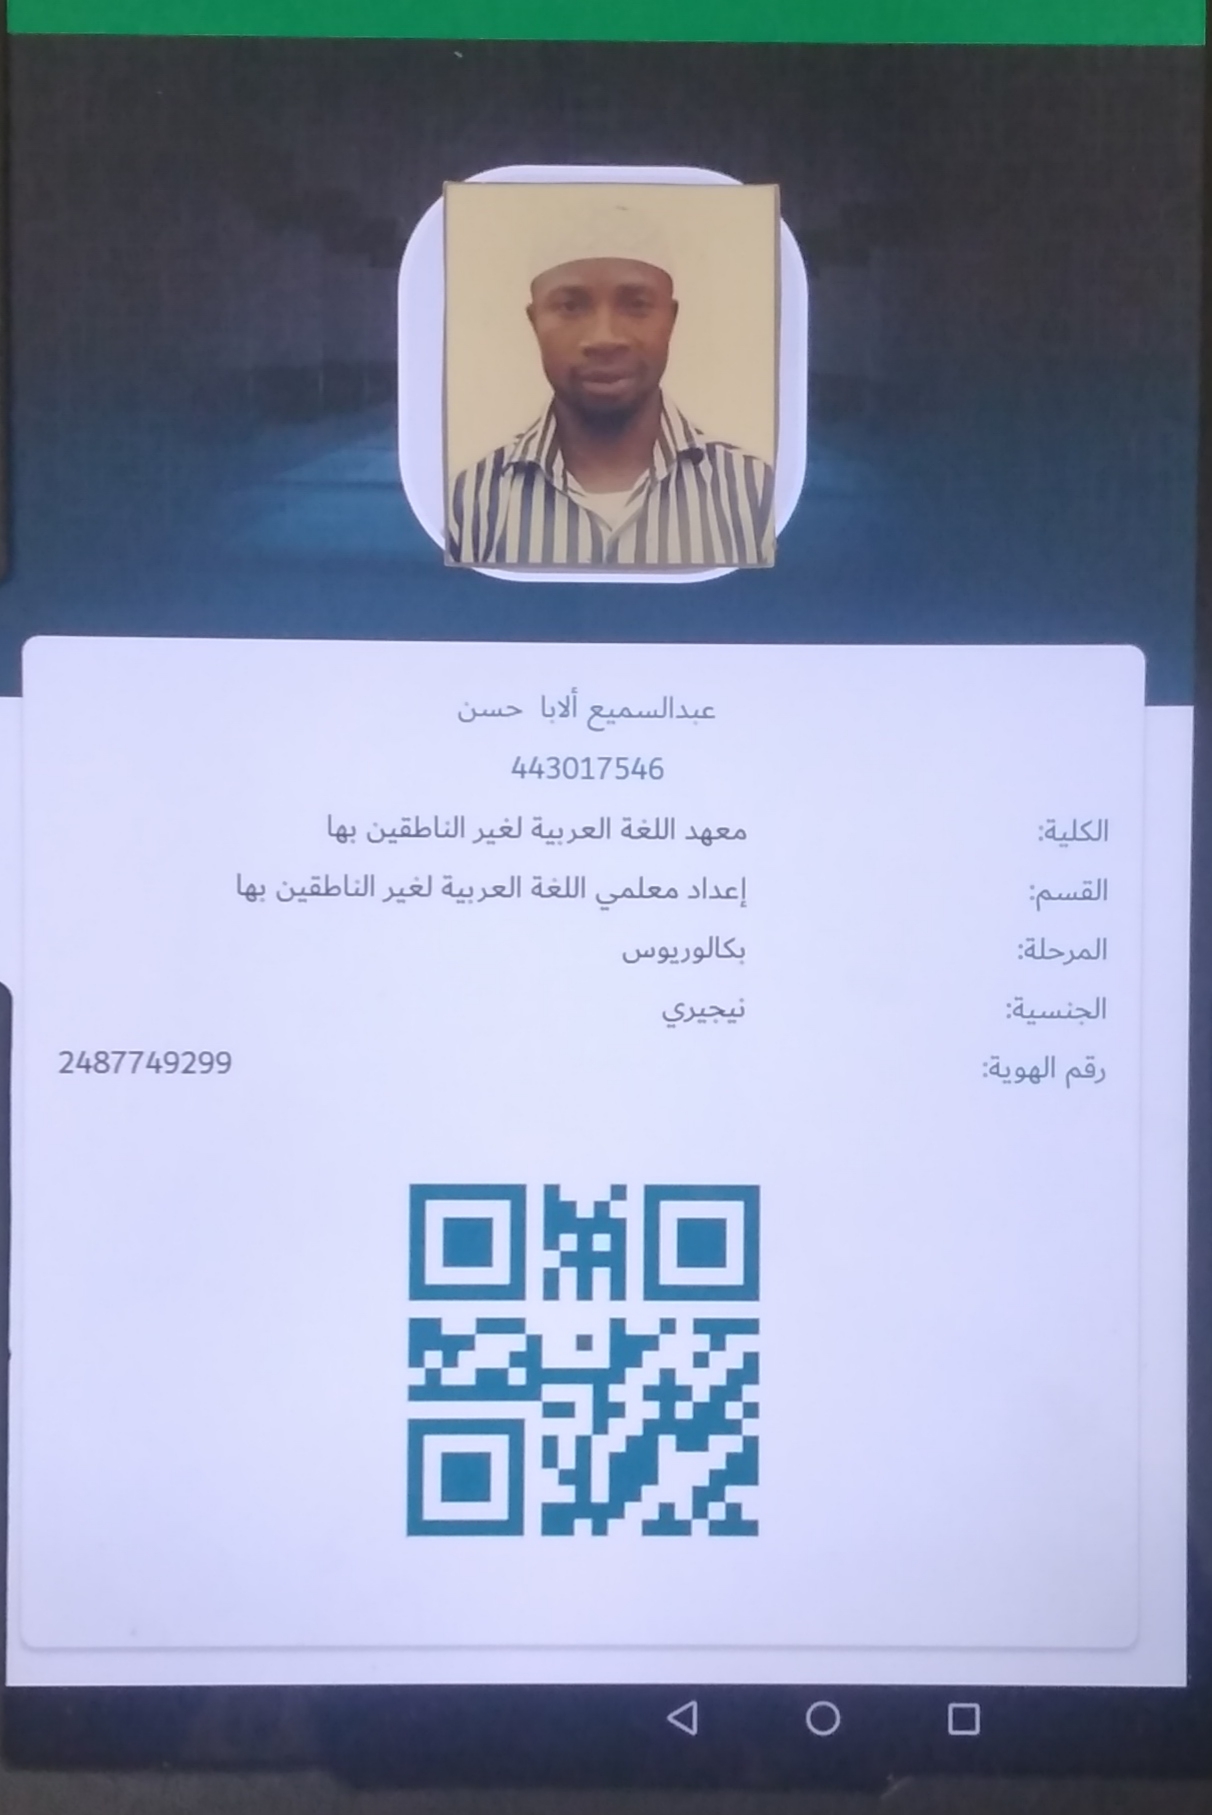 عبدالسميع ألابا حسن
443017546
الكلية: معهد اللغة العربية لغير الناطقين بها
القسم: إعداد معلمي اللغة العربية لغير الناطقين بها
المرحلة: بكالوريوس
الجنسية: نيجيري
رقم الهوية: 2487749299